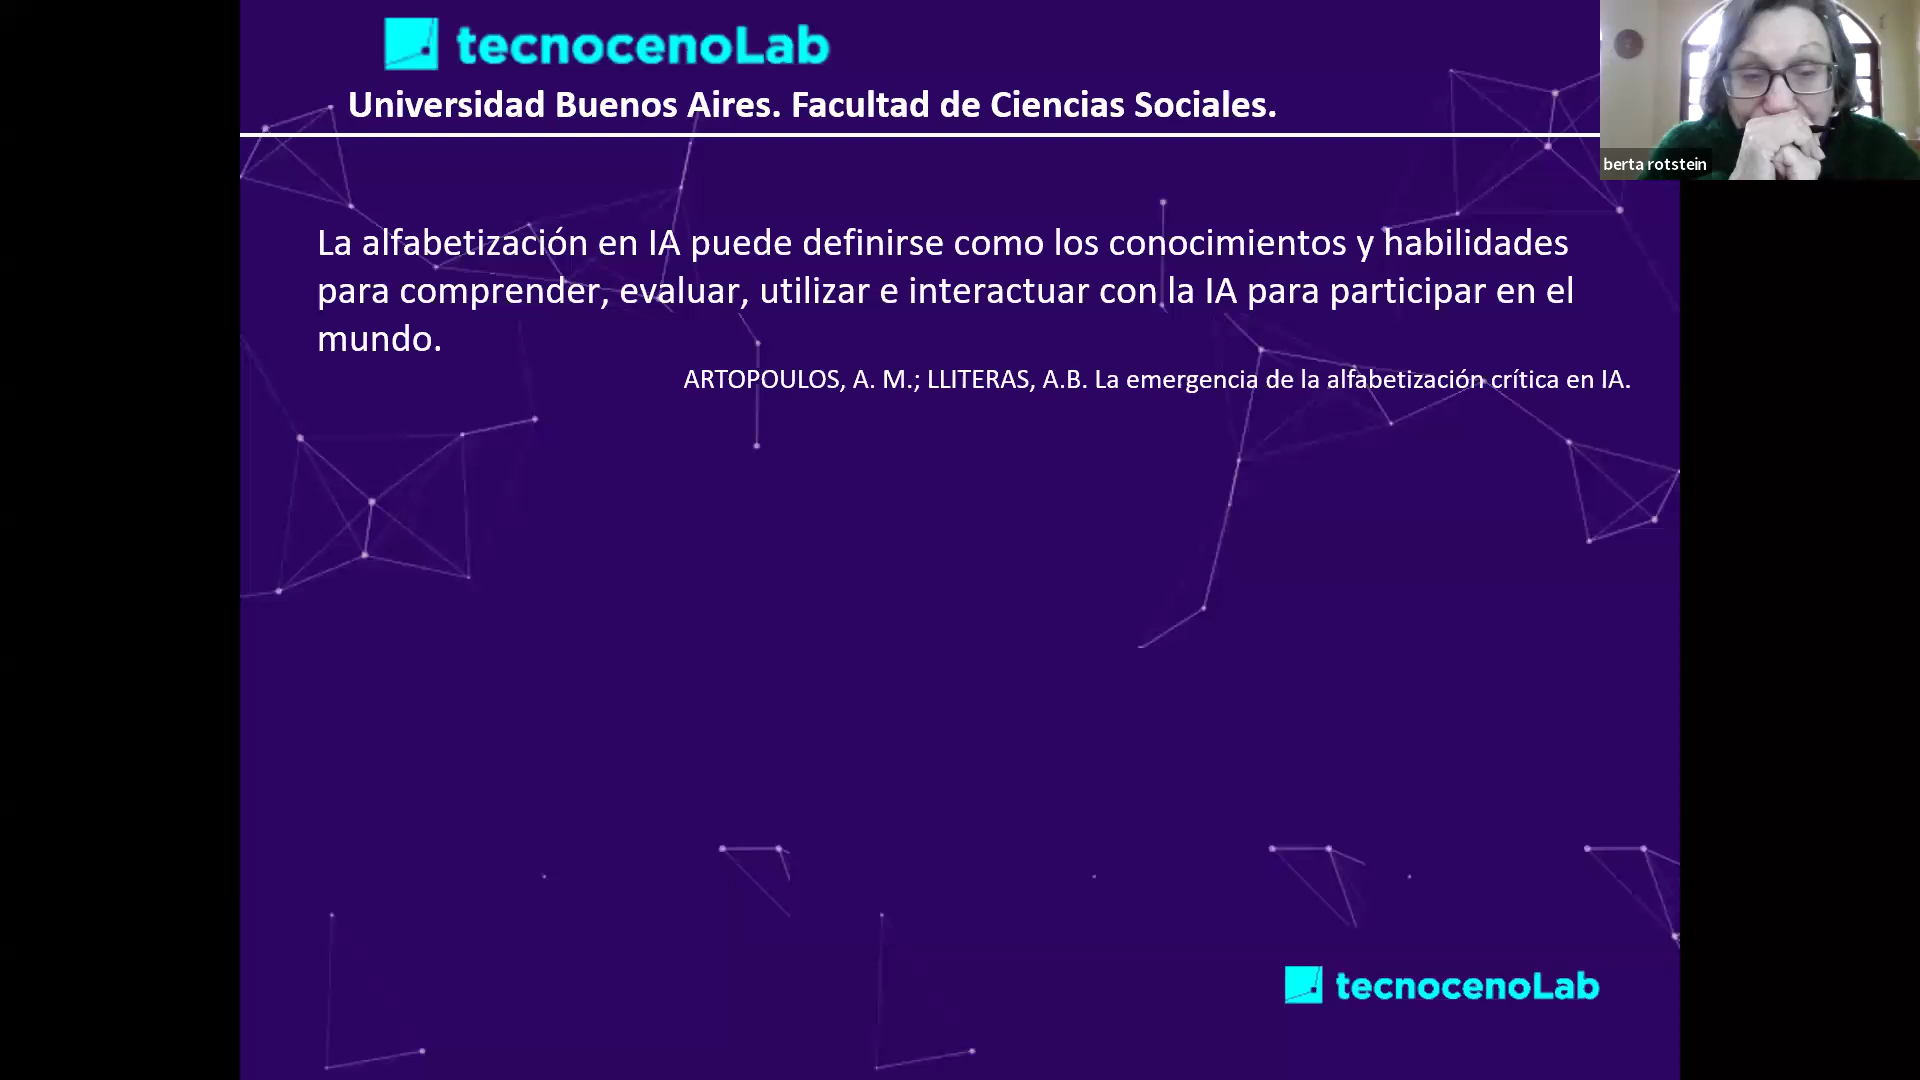 tecnocenoLab
Universidad Buenos Aires. Facultad de Ciencias Sociales.
berta rotstein
La alfabetización en IA puede definirse como los conocimientos y habilidades
para comprender, evaluar, utilizar e interactuar con la IA para participar en el
mundo.
ARTOPOULOS, A. M.; LLITERAS, A.B. La emergencia de la alfabetización crítica en IA.
tecnocenoLab